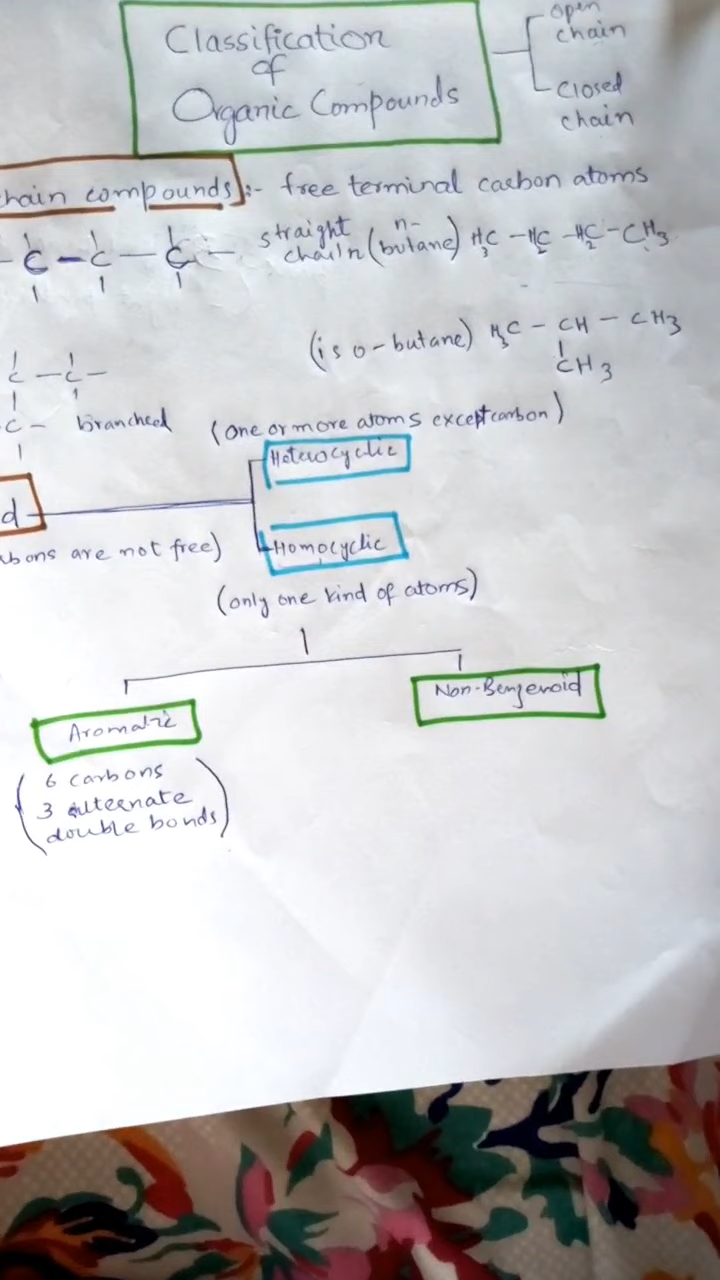 Classification
of
Organic Compounds
open
chain
closed
chain
chain compounds :- free terminal carbon atoms
- C - C - C - straight chain (n-butane) H3C - H2C - H2C - CH3
(iso-butane) H3C - CH - CH3
CH3
C - C -
C - branched
(one or more atoms except carbon)
Heterocyclic
d
bons are not free)
Homocyclic
(only one kind of atoms)
Aromatic
Non-Benzenoid
(6 carbons
3 alternate
double bonds)